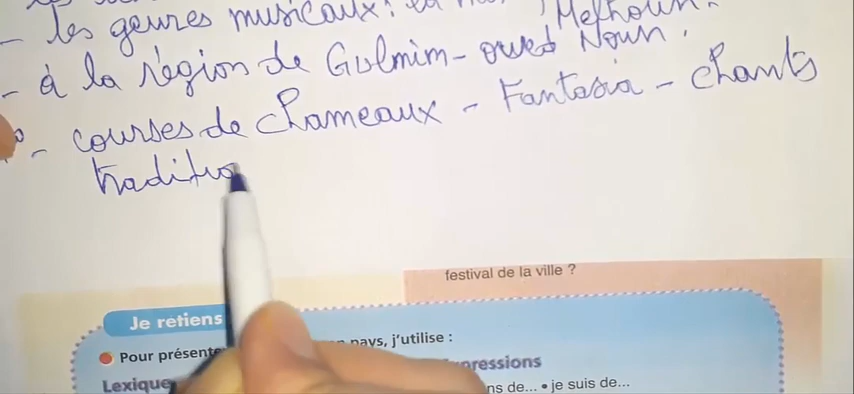 - les genres musicaux :
Melhoun.
- à la région de Gulmim - oued Noun.
- courses de chameaux - Fantasia - chants
traditio
festival de la ville ?
Je retiens
Pour présente pays, j'utilise :
Lexique pressions
ns de... • je suis de...